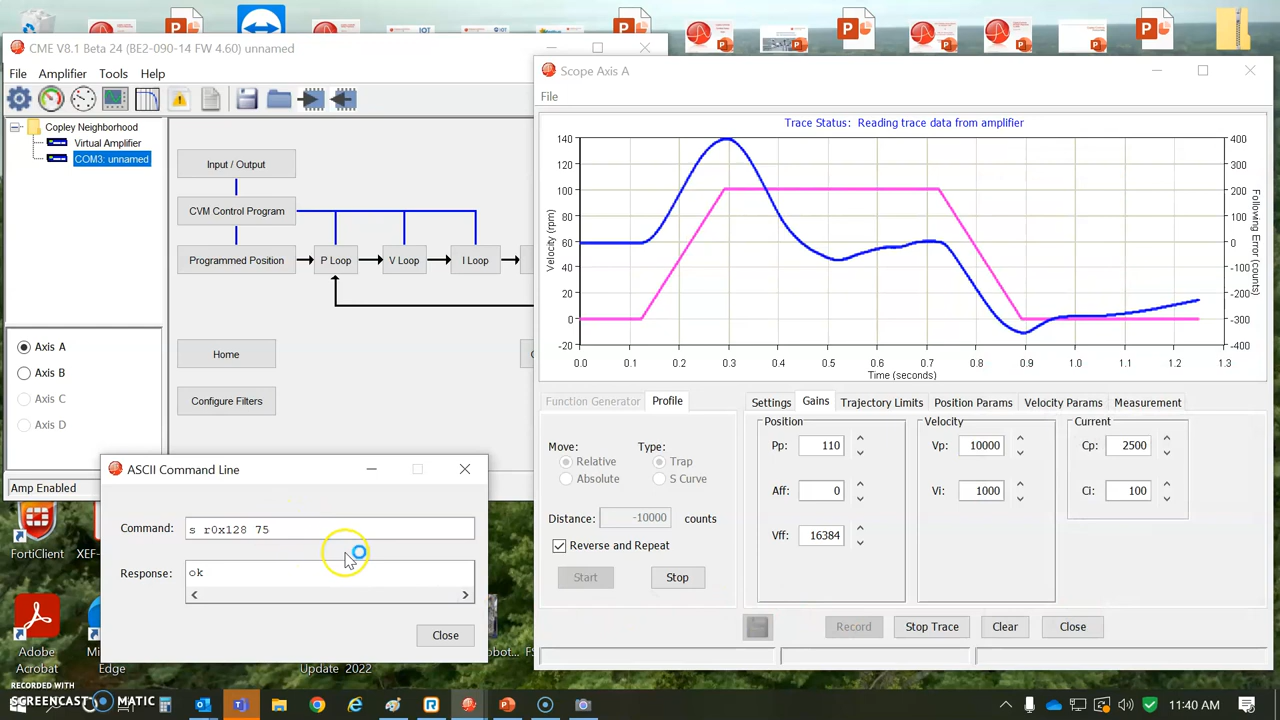 CME V8.1 Beta 24 (BE2-090-14 FW 4.60) unnamed
File Amplifier Tools Help
Copley Neighborhood
Virtual Amplifier
COM3: unnamed
Input / Output
CVM Control Program
Programmed Position
P Loop
V Loop
I Loop
Home
Configure Filters
Axis A
Axis B
Axis C
Axis D
Amp Enabled
Scope Axis A
File
Trace Status: Reading trace data from amplifier
140
120
100
80
60
40
20
0
-20
Velocity (rpm)
400
300
200
100
0
-100
-200
-300
-400
Following Error (counts)
0.0 0.1 0.2 0.3 0.4 0.5 0.6 0.7 0.8 0.9 1.0 1.1 1.2 1.3
Time (seconds)
Function Generator Profile
Move: Type:
Relative Trap
Absolute S Curve
Distance: -10000 counts
Reverse and Repeat
Start Stop
Settings Gains Trajectory Limits Position Params Velocity Params Measurement
Position Velocity Current
Pp: 110 Vp: 10000 Cp: 2500
Aff: 0 Vi: 1000 Ci: 100
Vff: 16384
Record Stop Trace Clear Close
ASCII Command Line
Command: s r0x128 75
Response: ok
Close
FortiClient
XEF-
Adobe
Acrobat
Mi
Edge
Update_2022
obot...
FS
RECORDED WITH
SCREENCAST MATIC
11:40 AM